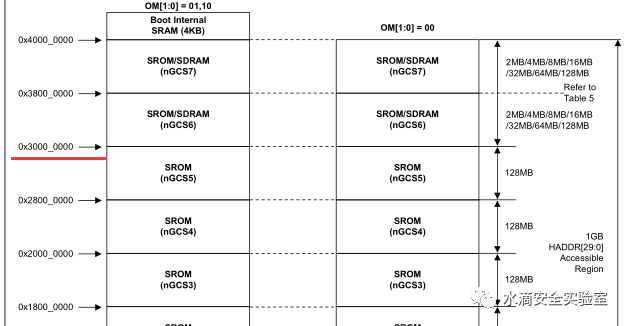 OM[1:0] = 01,10
Boot Internal
SRAM (4KB)
OM[1:0] = 00
0x4000_0000
SROM/SDRAM
(nGCS7)
SROM/SDRAM
(nGCS7)
2MB/4MB/8MB/16MB
/32MB/64MB/128MB
0x3800_0000
Refer to
Table 5
SROM/SDRAM
(nGCS6)
SROM/SDRAM
(nGCS6)
2MB/4MB/8MB/16MB
/32MB/64MB/128MB
0x3000_0000
SROM
(nGCS5)
SROM
(nGCS5)
128MB
0x2800_0000
SROM
(nGCS4)
SROM
(nGCS4)
128MB
1GB
HADDR[29:0]
Accessible
Region
0x2000_0000
SROM
(nGCS3)
SROM
(nGCS3)
128MB
0x1800_0000
水滴安全实验室
SROM
SROM